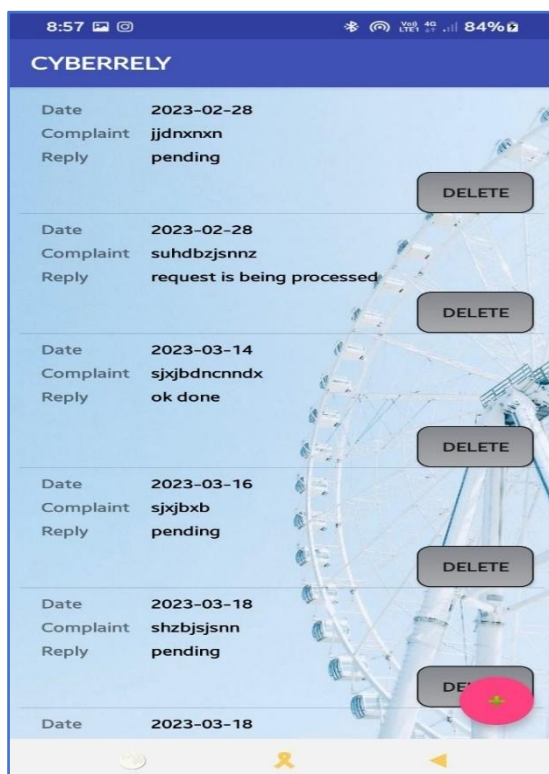 8:57 84%
CYBERRELY
Date 2023-02-28
Complaint jjdnxnxn
Reply pending
DELETE
Date 2023-02-28
Complaint suhdbzjsnnz
Reply request is being processed
DELETE
Date 2023-03-14
Complaint sjxjbdncnndx
Reply ok done
DELETE
Date 2023-03-16
Complaint sjxjbxb
Reply pending
DELETE
Date 2023-03-18
Complaint shzbjsjsnn
Reply pending
Date 2023-03-18